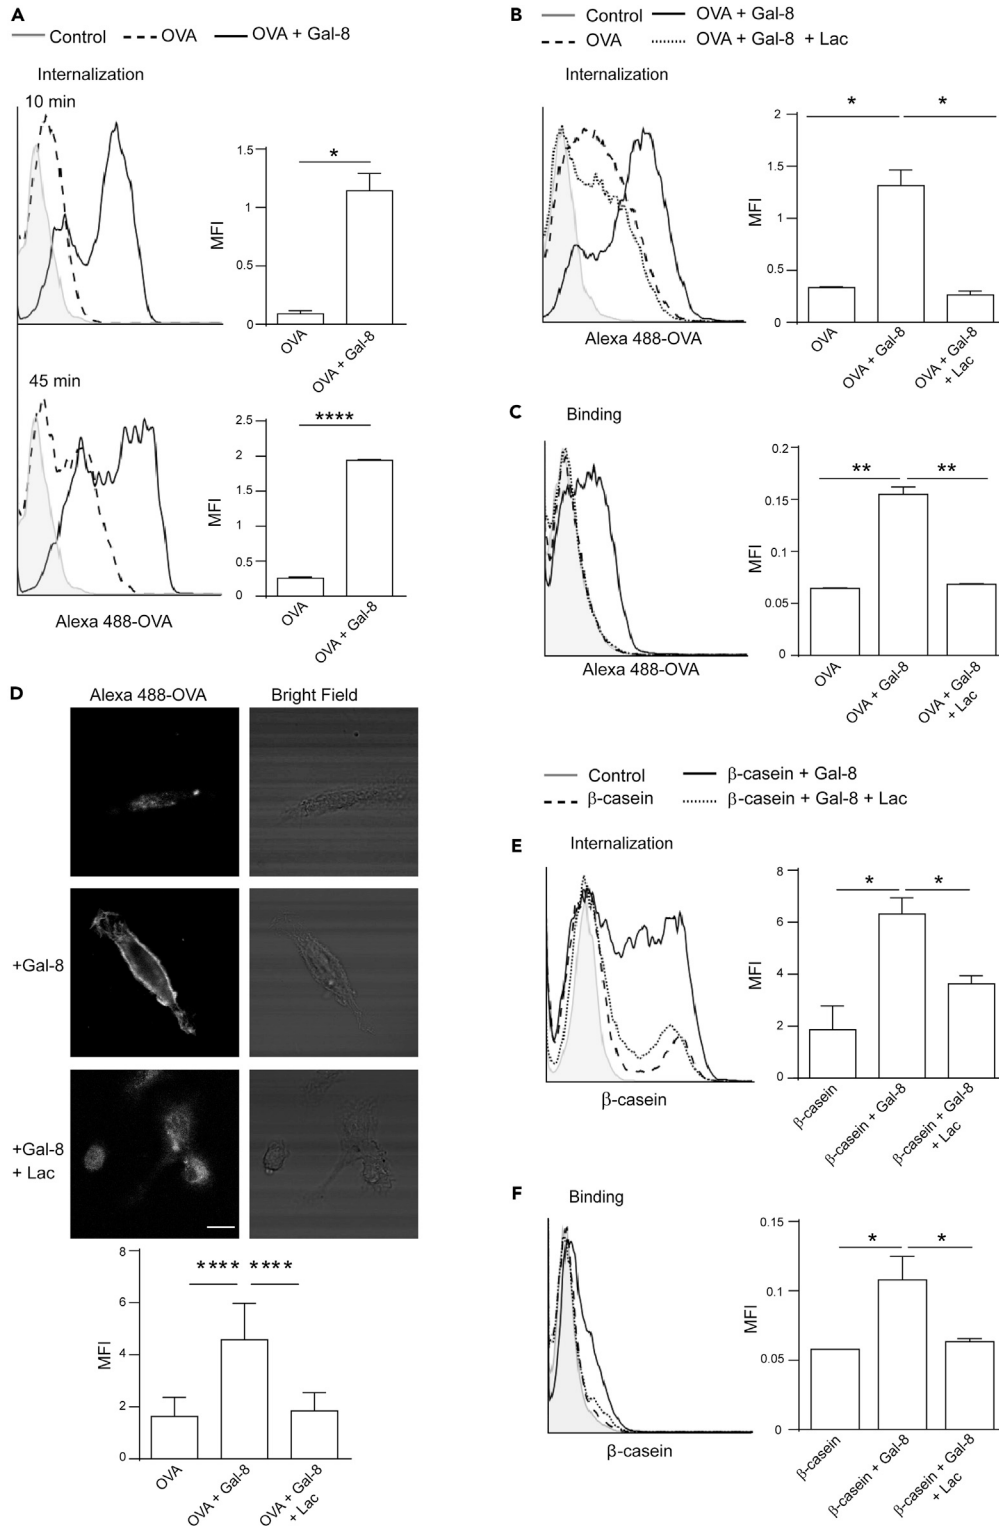 A
Control OVA OVA + Gal-8
Internalization
10 min
1.5
1
0.5
0
MFI
*
OVA
OVA + Gal-8
45 min
2.5
2
1.5
1
0.5
0
MFI
****
OVA
OVA + Gal-8
Alexa 488-OVA
B
Control OVA + Gal-8
OVA OVA + Gal-8 + Lac
Internalization
Alexa 488-OVA
2
1.5
1
0.5
0
MFI
* *
OVA
OVA + Gal-8
OVA + Gal-8
+ Lac
C
Binding
Alexa 488-OVA
0.2
0.15
0.1
0.05
0
MFI
** **
OVA
OVA + Gal-8
OVA + Gal-8
+ Lac
D
Alexa 488-OVA Bright Field
+Gal-8
+Gal-8
+ Lac
8
6
4
2
0
MFI
**** ****
OVA
OVA + Gal-8
OVA + Gal-8
+ Lac
Control β-casein + Gal-8
β-casein β-casein + Gal-8 + Lac
E
Internalization
β-casein
8
6
4
2
0
MFI
* *
β-casein
β-casein + Gal-8
β-casein + Gal-8
+ Lac
F
Binding
β-casein
0.15
0.1
0.05
0
MFI
* *
β-casein
β-casein + Gal-8
β-casein + Gal-8
+ Lac